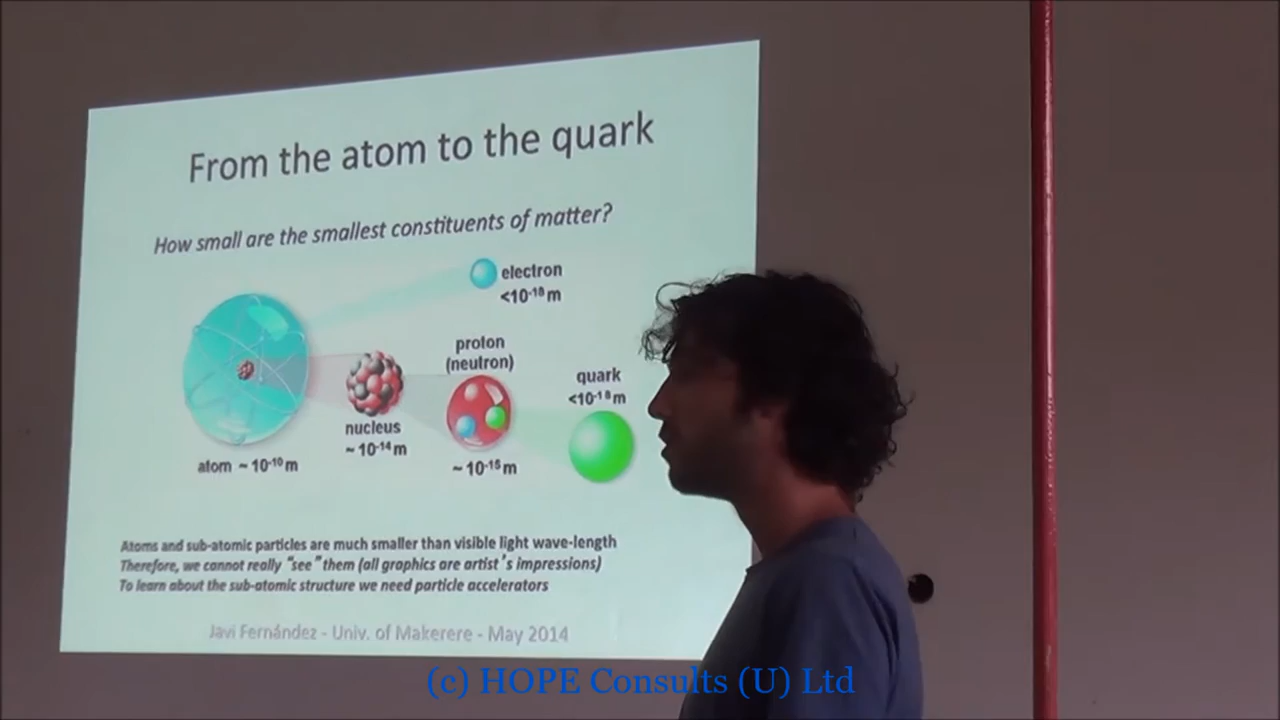 From the atom to the quark
How small are the smallest constituents of matter?
electron
<10⁻¹⁸ m
proton
(neutron)
quark
<10⁻¹⁸ m
nucleus
~ 10⁻¹⁴ m
atom ~ 10⁻¹⁰ m
~ 10⁻¹⁵ m
Atoms and sub-atomic particles are much smaller than visible light wave-length
Therefore, we cannot really “see” them (all graphics are artist’s impressions)
To learn about the sub-atomic structure we need particle accelerators
Javi Fernández - Univ. of Makerere - May 2014
(c) HOPE Consults (U) Ltd